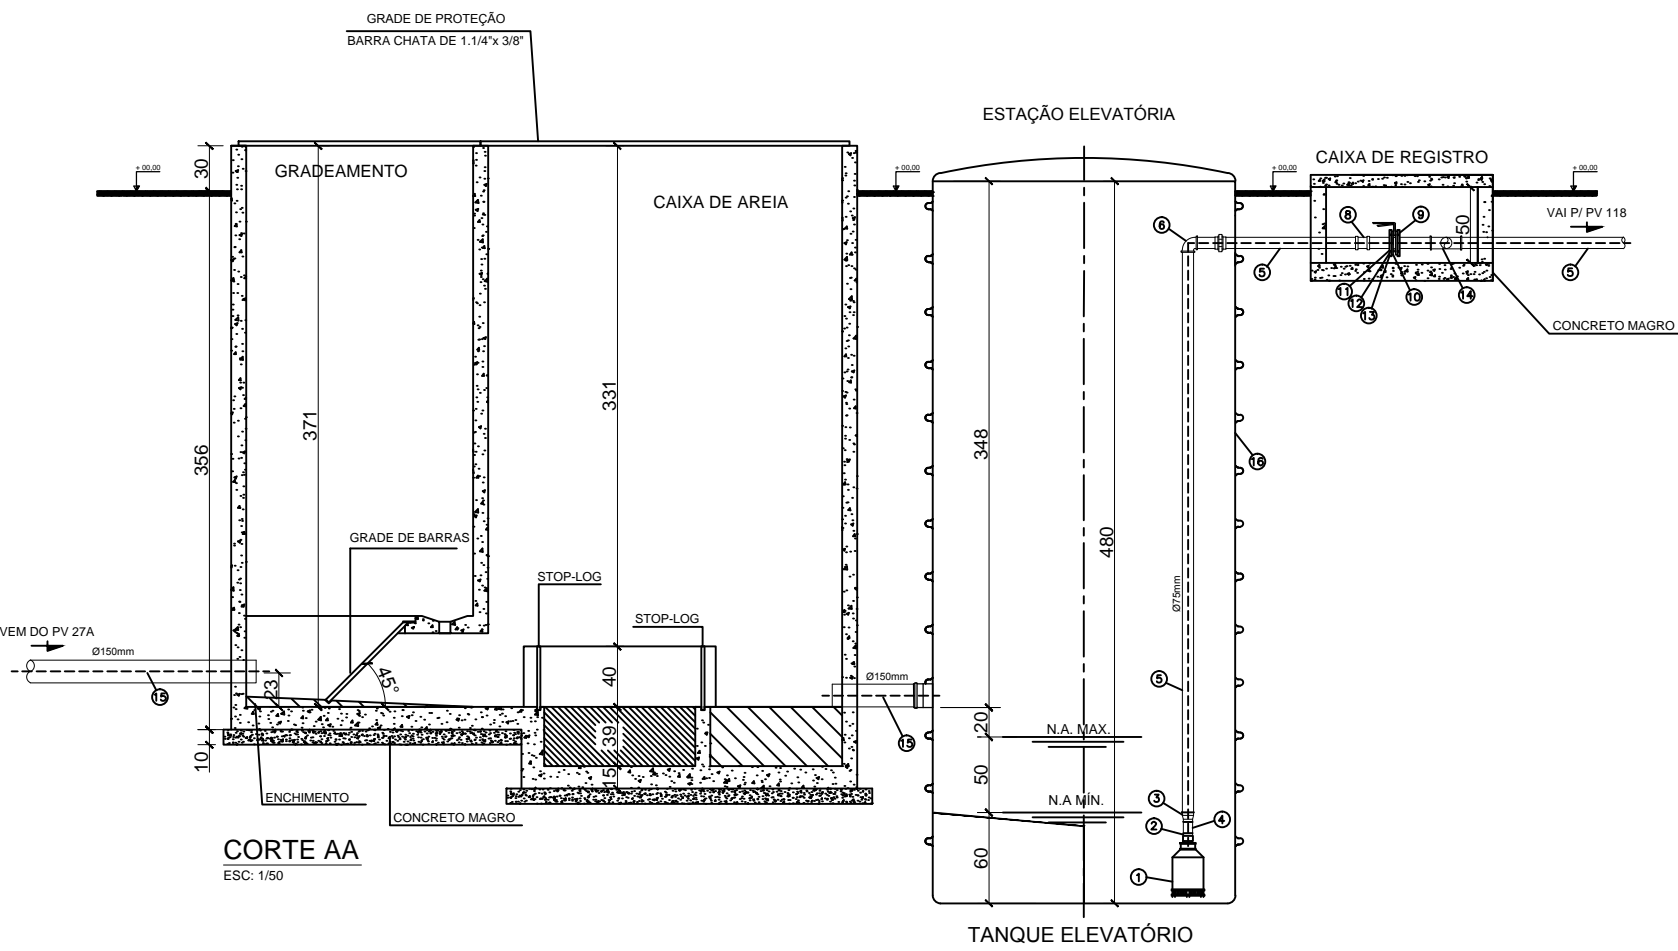 GRADE DE PROTEÇÃO
BARRA CHATA DE 1.1/4"x 3/8"
ESTAÇÃO ELEVATÓRIA
GRADEAMENTO
CAIXA DE AREIA
CAIXA DE REGISTRO
30
+ 00,00
+ 00,00
+ 00,00
+ 00,00
VAI P/ PV 118
50
6
8
9
5
5
11
12
13
10
14
CONCRETO MAGRO
331
371
356
348
480
16
GRADE DE BARRAS
STOP-LOG
STOP-LOG
Ø75mm
VEM DO PV 27A
Ø150mm
15
23
45°
40
Ø150mm
15
5
39
15
10
20
N.A. MAX.
50
N.A MÍN.
60
3
2
4
1
ENCHIMENTO
CONCRETO MAGRO
CORTE AA
ESC: 1/50
TANQUE ELEVATÓRIO